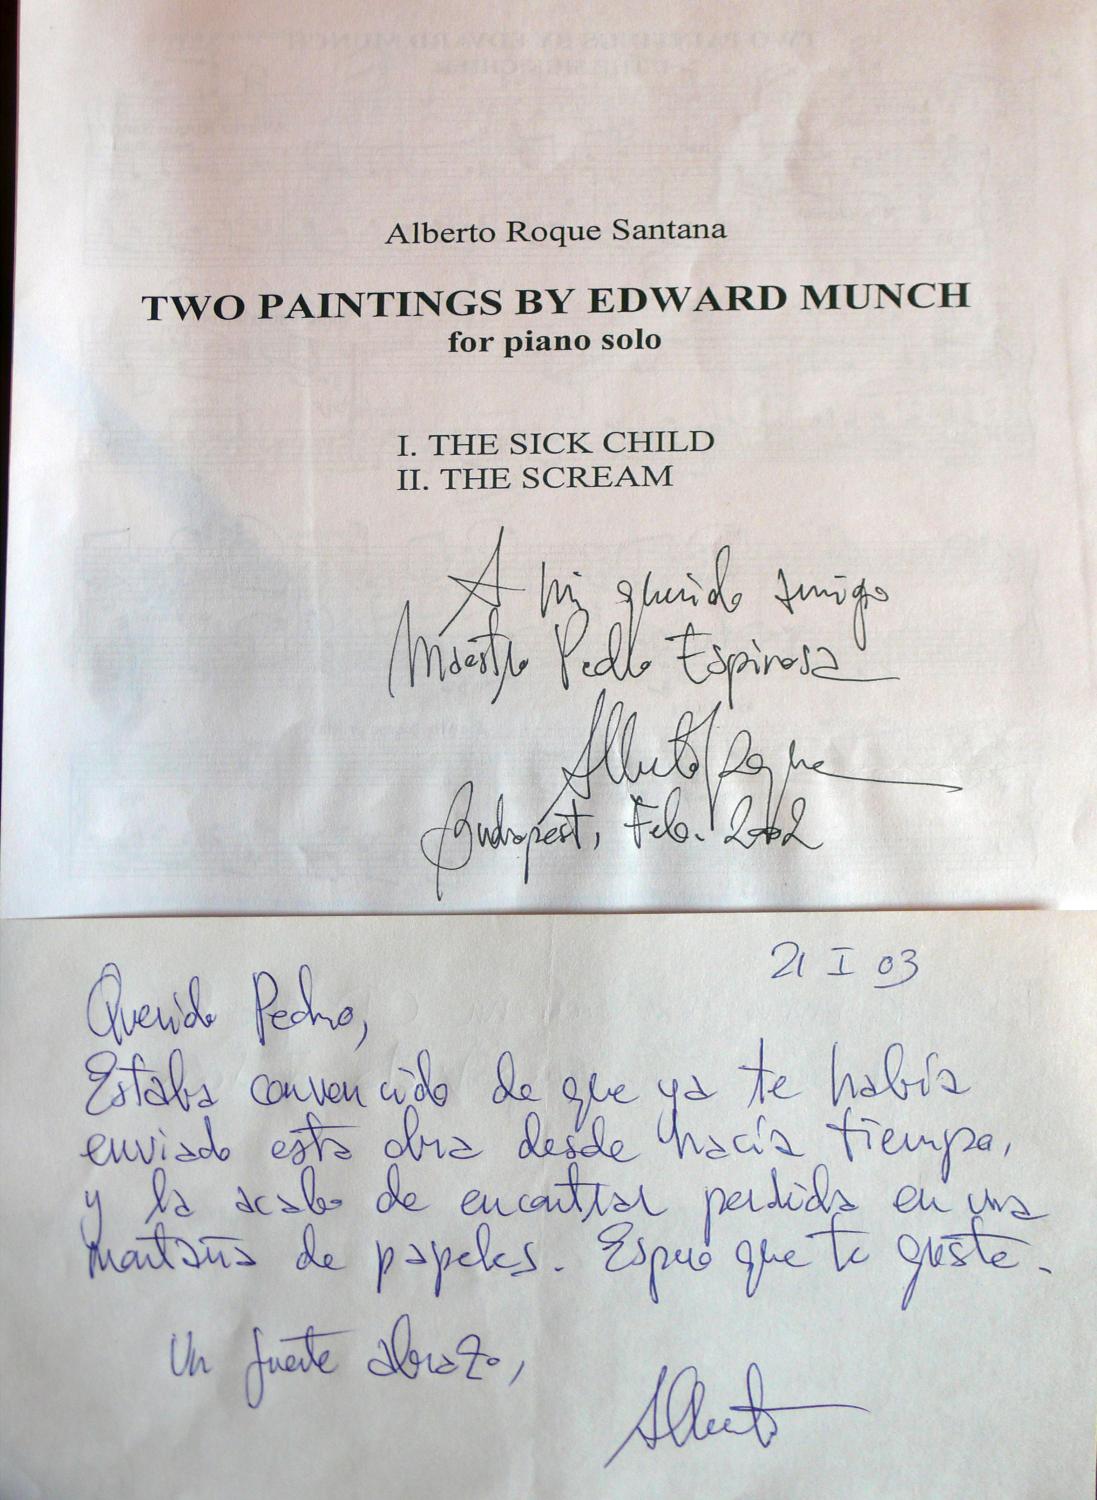 Alberto Roque Santana
TWO PAINTINGS BY EDWARD MUNCH
for piano solo
I. THE SICK CHILD
II. THE SCREAM
A mi querido amigo
Maestro Pedro Espinosa
Alberto Roque
Budapest, Feb. 2002
21 I 03
Querido Pedro,
Estaba convencido de que ya te había
enviado esta obra desde hacía tiempo,
y la acabo de encontrar perdida en una
montaña de papeles. Espero que te guste.
Un fuerte abrazo,
Alberto